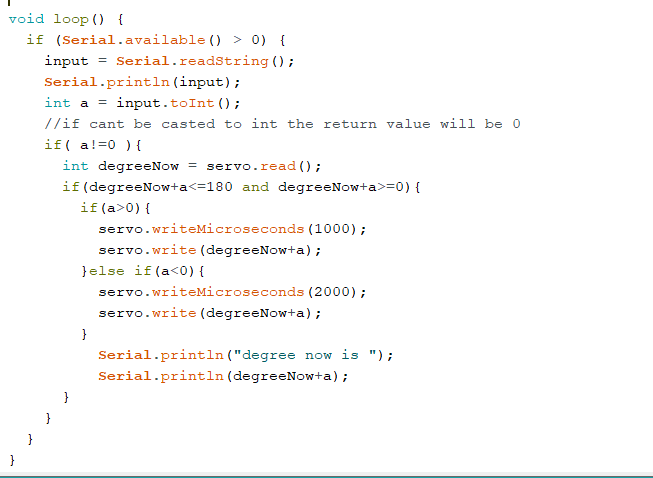 void loop() {
  if (Serial.available() > 0) {
    input = Serial.readString();
    Serial.println(input);
    int a = input.toInt();
    //if cant be casted to int the return value will be 0
    if( a!=0 ){
      int degreeNow = servo.read();
      if(degreeNow+a<=180 and degreeNow+a>=0){
        if(a>0){
          servo.writeMicroseconds(1000);
          servo.write(degreeNow+a);
        }else if(a<0){
          servo.writeMicroseconds(2000);
          servo.write(degreeNow+a);
        }
          Serial.println("degree now is ");
          Serial.println(degreeNow+a);
      }
    }
  }
}